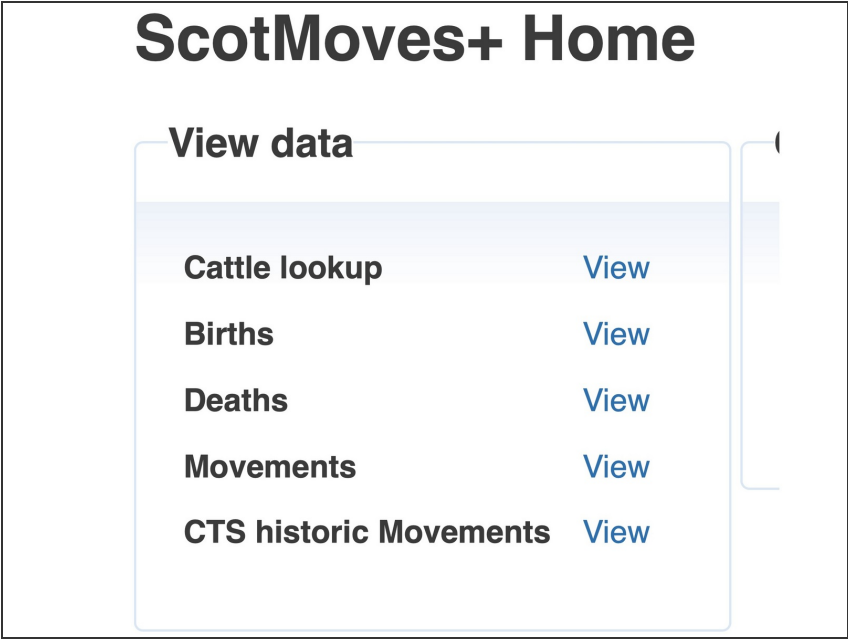 ScotMoves+ Home
View data
Cattle lookup View
Births View
Deaths View
Movements View
CTS historic Movements View